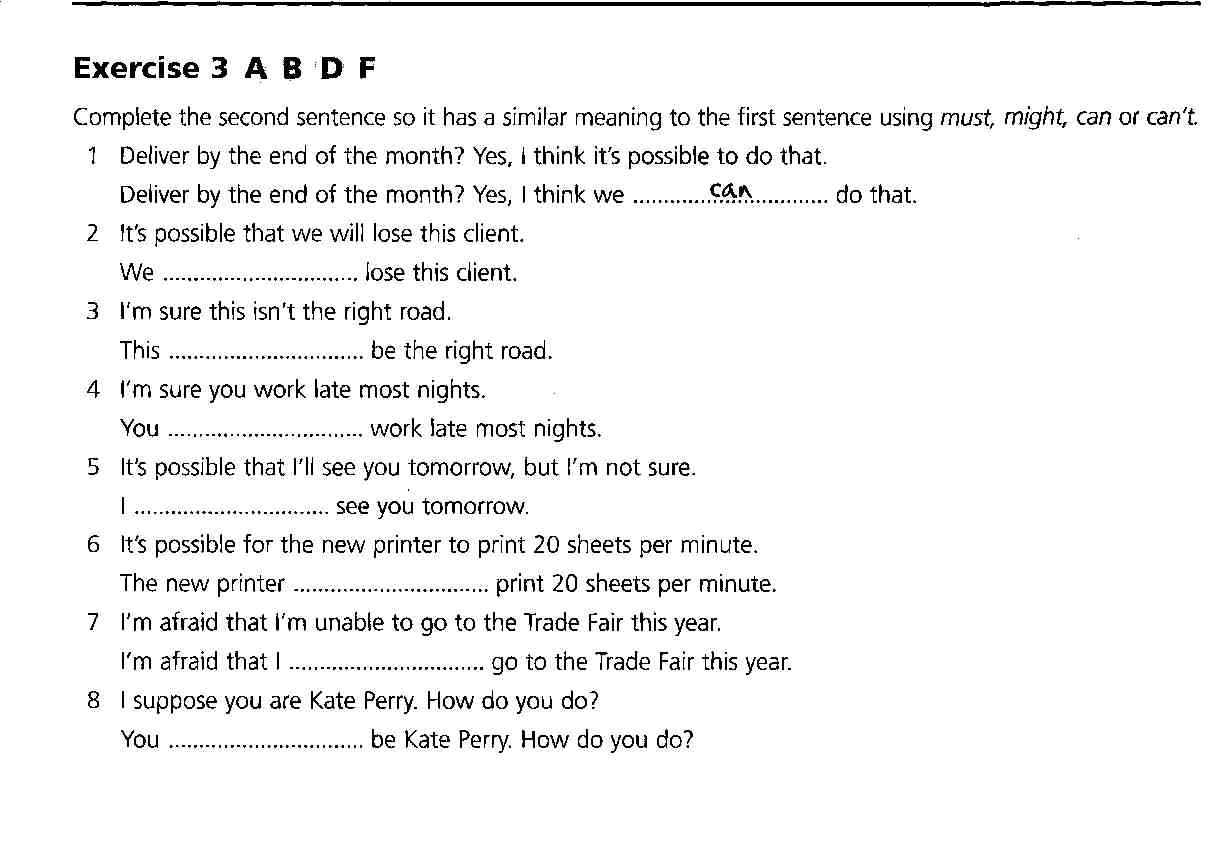 Exercise 3 A B D F
Complete the second sentence so it has a similar meaning to the first sentence using must, might, can or can't.
1 Deliver by the end of the month? Yes, I think it's possible to do that.
Deliver by the end of the month? Yes, I think we ............can............ do that.
2 It's possible that we will lose this client.
We ................................ lose this client.
3 I'm sure this isn't the right road.
This ................................ be the right road.
4 I'm sure you work late most nights.
You ................................ work late most nights.
5 It's possible that I'll see you tomorrow, but I'm not sure.
I ................................ see you tomorrow.
6 It's possible for the new printer to print 20 sheets per minute.
The new printer ................................ print 20 sheets per minute.
7 I'm afraid that I'm unable to go to the Trade Fair this year.
I'm afraid that I ................................ go to the Trade Fair this year.
8 I suppose you are Kate Perry. How do you do?
You ................................ be Kate Perry. How do you do?